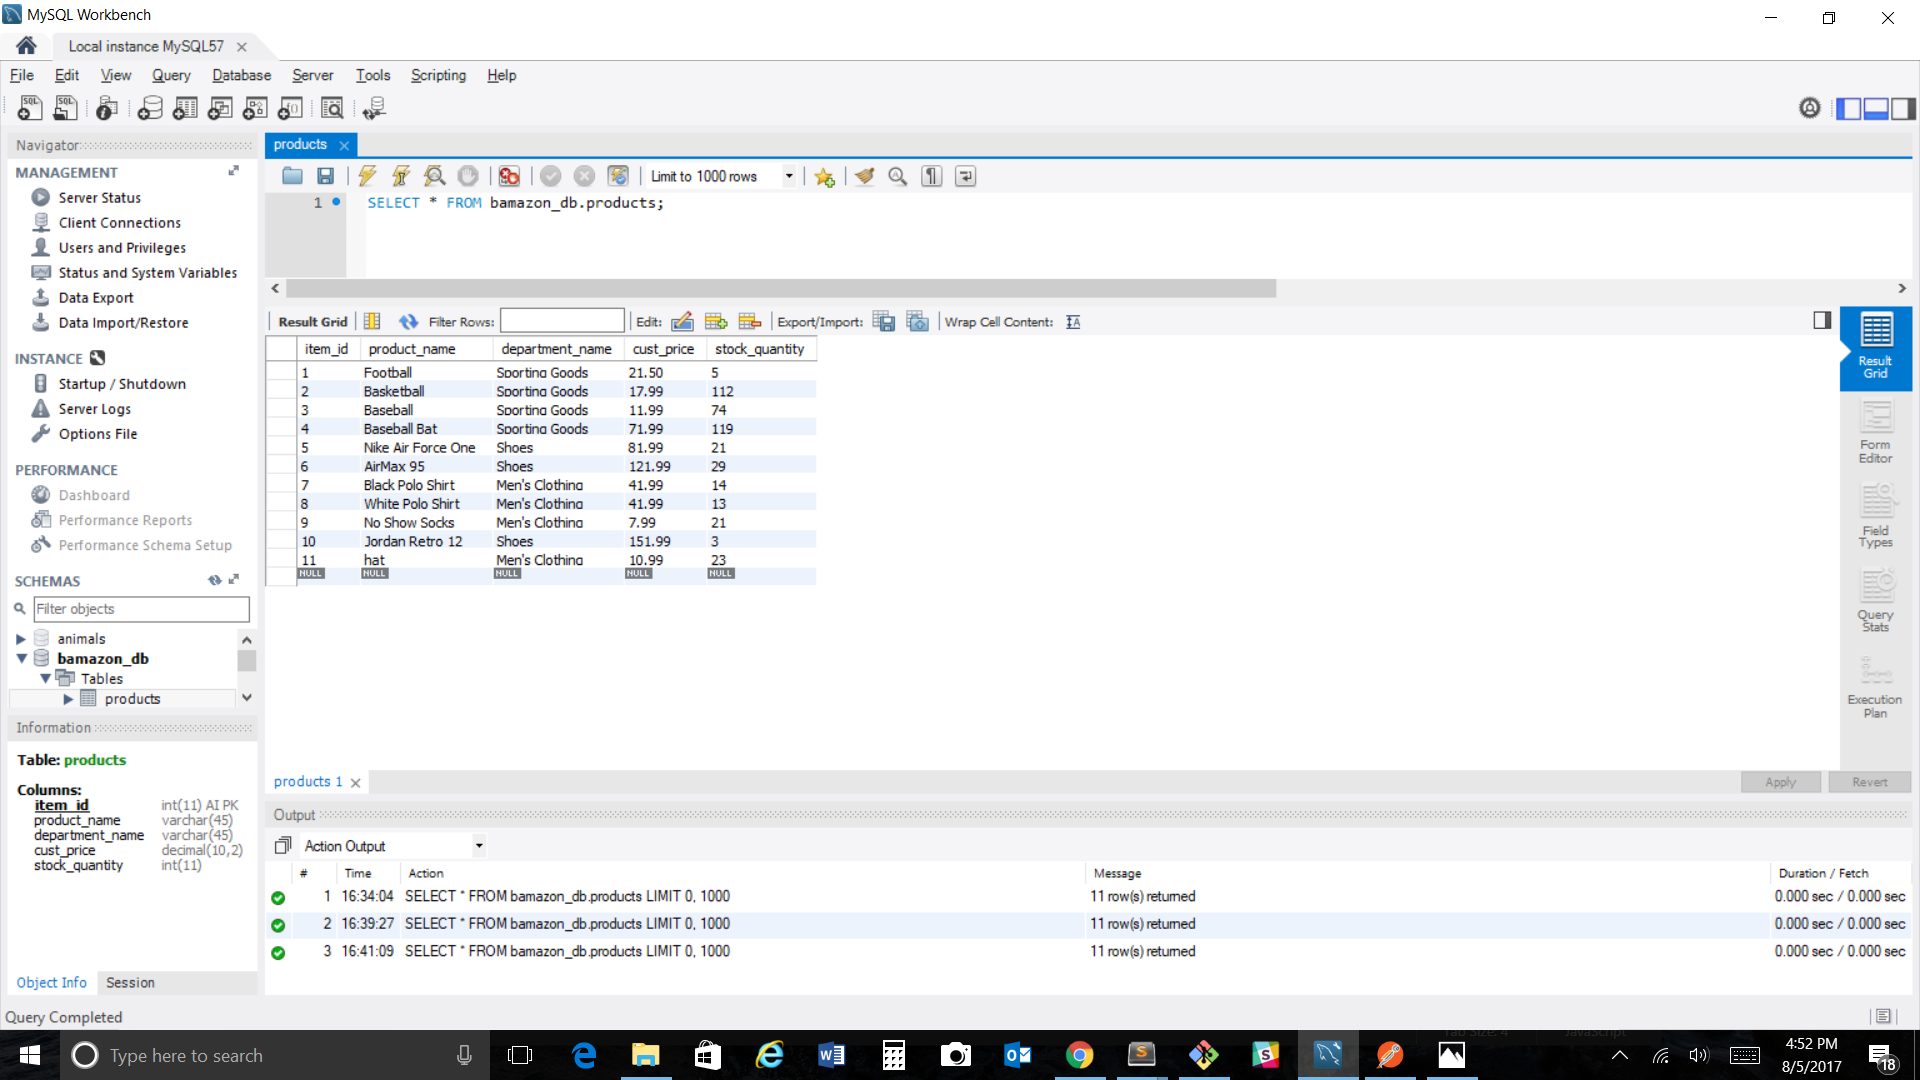 MySQL Workbench
Local instance MySQL57
File Edit View Query Database Server Tools Scripting Help
Navigator
MANAGEMENT
Server Status
Client Connections
Users and Privileges
Status and System Variables
Data Export
Data Import/Restore
INSTANCE
Startup / Shutdown
Server Logs
Options File
PERFORMANCE
Dashboard
Performance Reports
Performance Schema Setup
SCHEMAS
Filter objects
animals
bamazon_db
Tables
products
Information
Table: products
Columns:
item_id int(11) AI PK
product_name varchar(45)
department_name varchar(45)
cust_price decimal(10,2)
stock_quantity int(11)
Object Info Session
products
Limit to 1000 rows
1 SELECT * FROM bamazon_db.products;
Result Grid Filter Rows: Edit: Export/Import: Wrap Cell Content:
item_id product_name department_name cust_price stock_quantity
1 Football Sporting Goods 21.50 5
2 Basketball Sporting Goods 17.99 112
3 Baseball Sporting Goods 11.99 74
4 Baseball Bat Sporting Goods 71.99 119
5 Nike Air Force One Shoes 81.99 21
6 AirMax 95 Shoes 121.99 29
7 Black Polo Shirt Men's Clothing 41.99 14
8 White Polo Shirt Men's Clothing 41.99 13
9 No Show Socks Men's Clothing 7.99 21
10 Jordan Retro 12 Shoes 151.99 3
11 hat Men's Clothing 10.99 23
NULL NULL NULL NULL NULL
Result
Grid
Form
Editor
Field
Types
Query
Stats
Execution
Plan
products 1
Apply Revert
Output
Action Output
# Time Action Message Duration / Fetch
1 16:34:04 SELECT * FROM bamazon_db.products LIMIT 0, 1000 11 row(s) returned 0.000 sec / 0.000 sec
2 16:39:27 SELECT * FROM bamazon_db.products LIMIT 0, 1000 11 row(s) returned 0.000 sec / 0.000 sec
3 16:41:09 SELECT * FROM bamazon_db.products LIMIT 0, 1000 11 row(s) returned 0.000 sec / 0.000 sec
Query Completed
Tab Size: 4 JavaScript
Type here to search
4:52 PM
8/5/2017
18